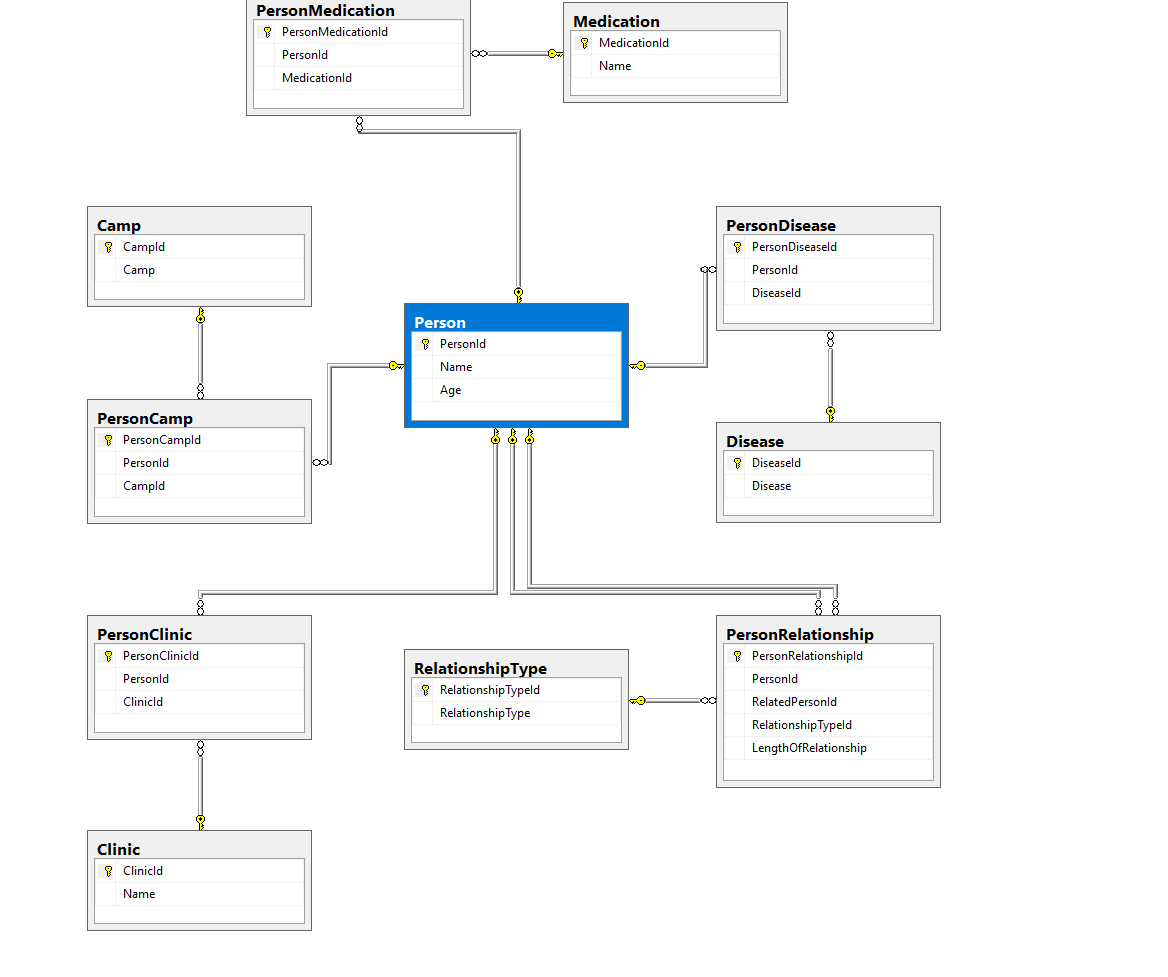 PersonMedication
PersonMedicationId
PersonId
MedicationId
Medication
MedicationId
Name
Camp
CampId
Camp
PersonDisease
PersonDiseaseId
PersonId
DiseaseId
Person
PersonId
Name
Age
PersonCamp
PersonCampId
PersonId
CampId
Disease
DiseaseId
Disease
PersonClinic
PersonClinicId
PersonId
ClinicId
RelationshipType
RelationshipTypeId
RelationshipType
PersonRelationship
PersonRelationshipId
PersonId
RelatedPersonId
RelationshipTypeId
LengthOfRelationship
Clinic
ClinicId
Name